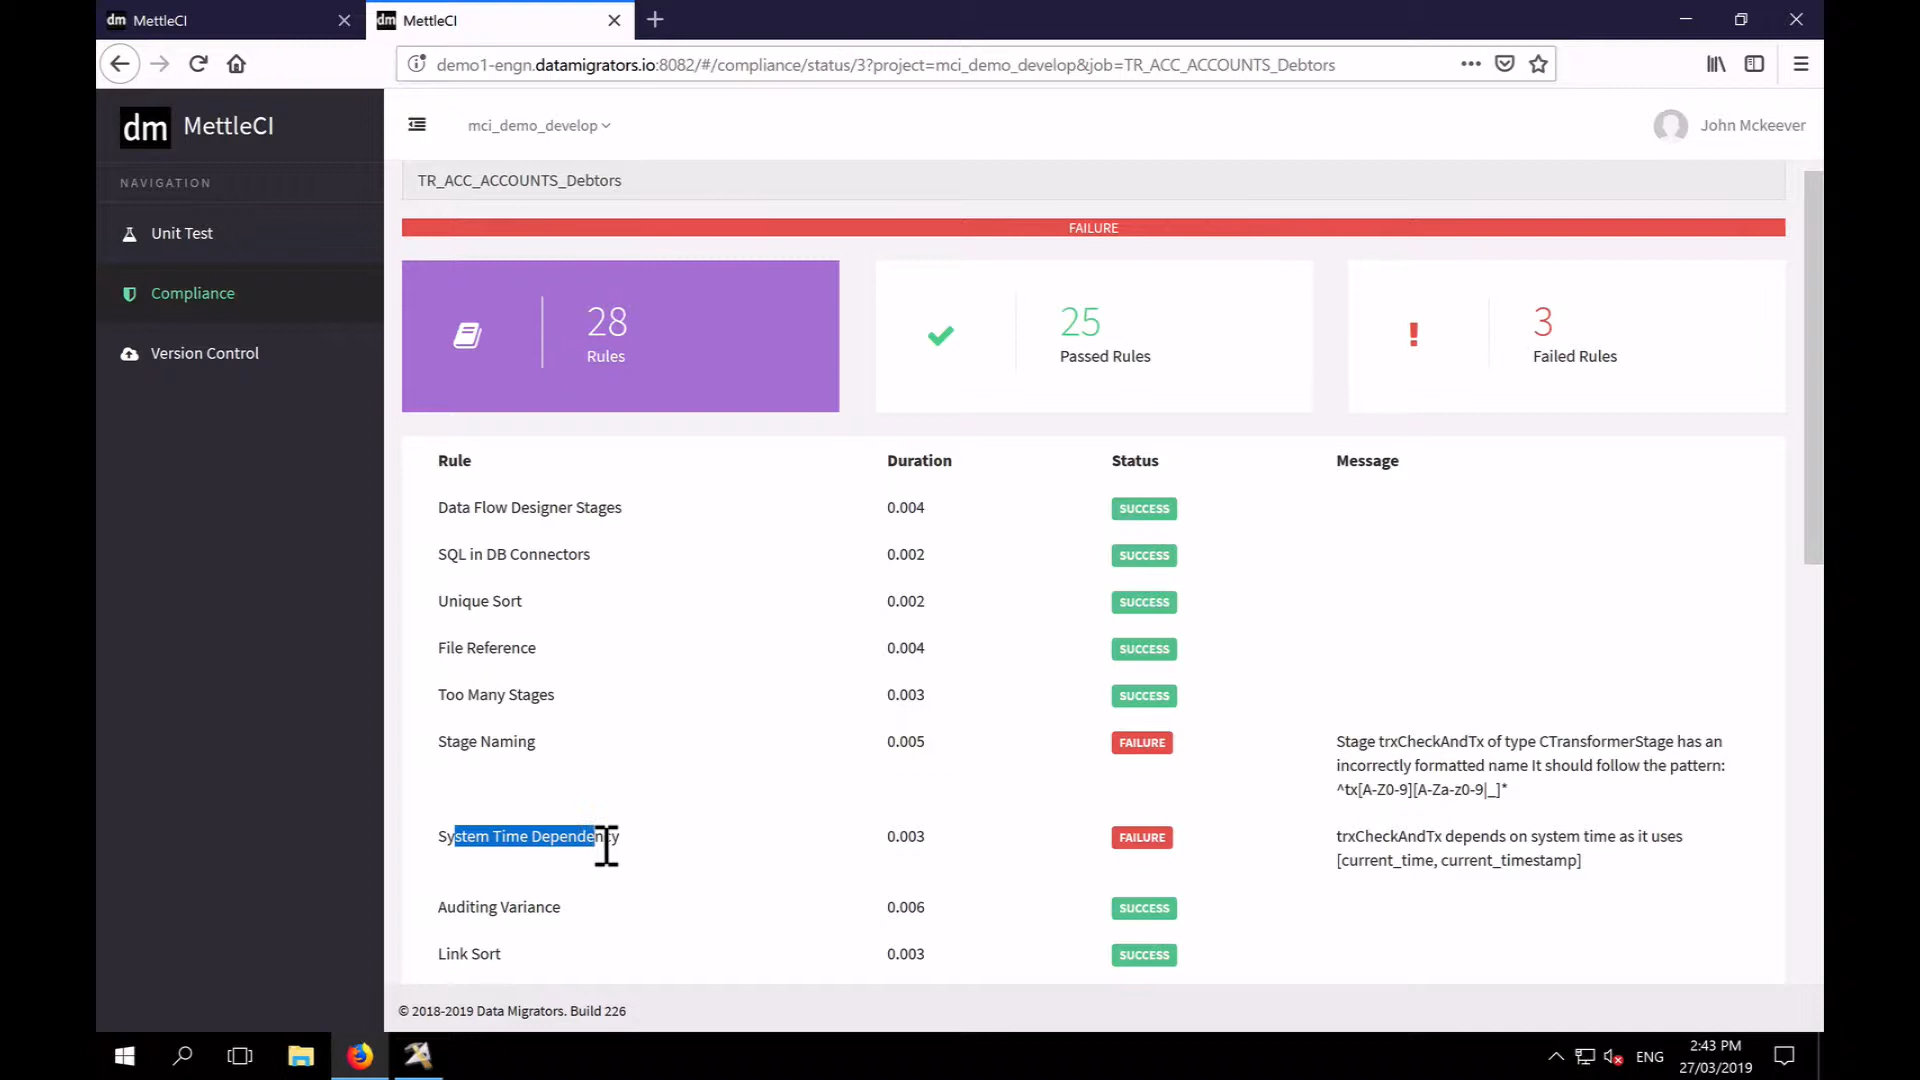 dm MettleCI
dm MettleCI
demo1-engn.datamigrators.io:8082/#/compliance/status/3?project=mci_demo_develop&job=TR_ACC_ACCOUNTS_Debtors
dm MettleCI
mci_demo_develop
John Mckeever
NAVIGATION
Unit Test
Compliance
Version Control
TR_ACC_ACCOUNTS_Debtors
FAILURE
28
Rules
25
Passed Rules
3
Failed Rules
Rule Duration Status Message
Data Flow Designer Stages 0.004 SUCCESS
SQL in DB Connectors 0.002 SUCCESS
Unique Sort 0.002 SUCCESS
File Reference 0.004 SUCCESS
Too Many Stages 0.003 SUCCESS
Stage Naming 0.005 FAILURE Stage trxCheckAndTx of type CTransformerStage has an
incorrectly formatted name It should follow the pattern:
^tx[A-Z0-9][A-Za-z0-9|_]*
System Time Dependency 0.003 FAILURE trxCheckAndTx depends on system time as it uses
[current_time, current_timestamp]
Auditing Variance 0.006 SUCCESS
Link Sort 0.003 SUCCESS
© 2018-2019 Data Migrators. Build 226
ENG
2:43 PM
27/03/2019